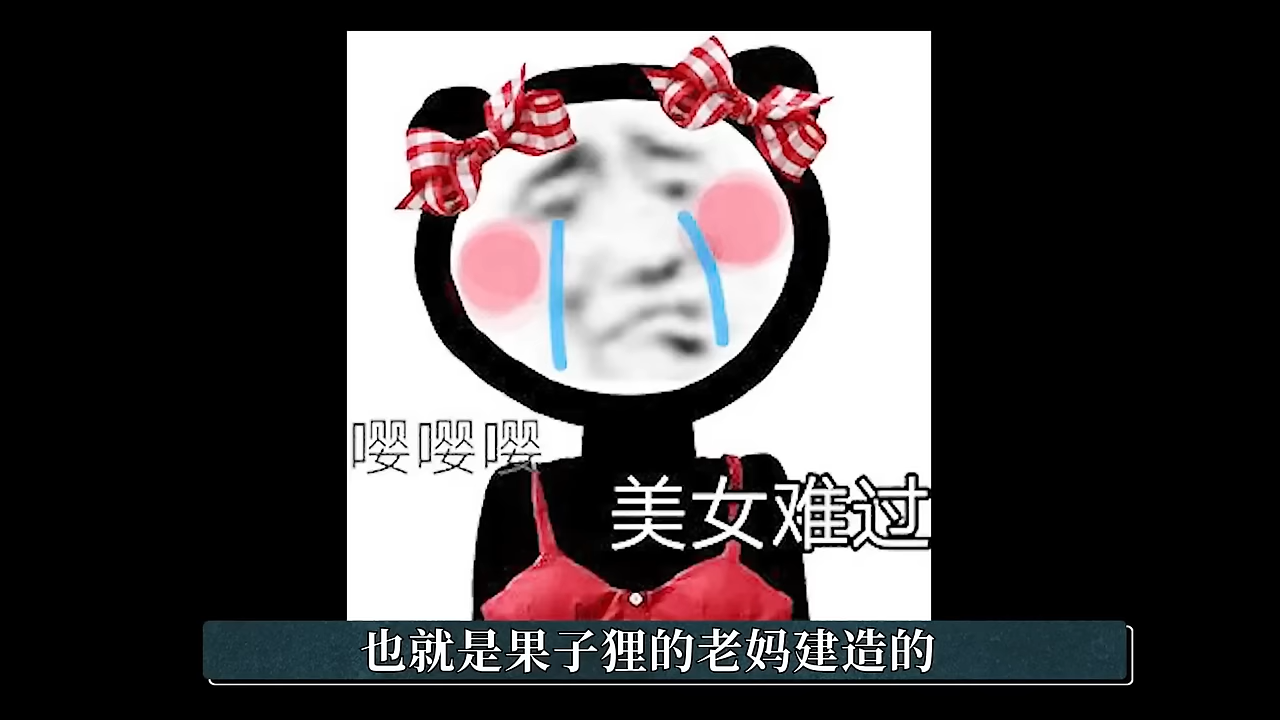 嘤嘤嘤
美女难过
也就是果子狸的老妈建造的